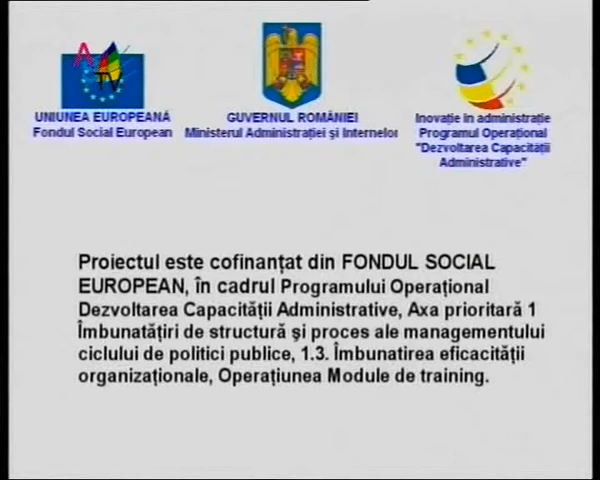 A TV
UNIUNEA EUROPEANĂ
Fondul Social European
GUVERNUL ROMÂNIEI
Ministerul Administrației și Internelor
Inovație în administrație
Programul Operațional
"Dezvoltarea Capacității
Administrative"
Proiectul este cofinanțat din FONDUL SOCIAL
EUROPEAN, în cadrul Programului Operațional
Dezvoltarea Capacității Administrative, Axa prioritară 1
Îmbunatățiri de structură și proces ale managementului
ciclului de politici publice, 1.3. Îmbunatirea eficacității
organizaționale, Operațiunea Module de training.